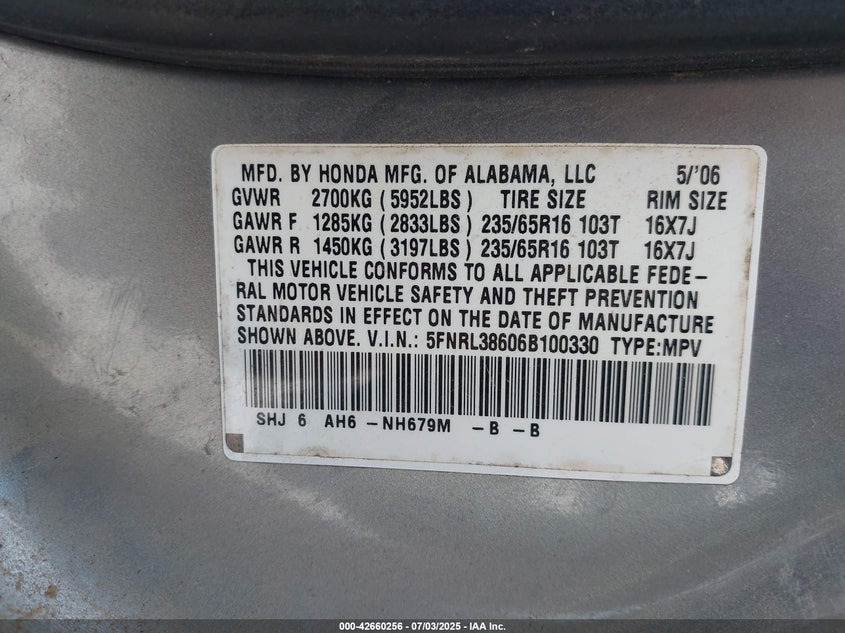 MFD. BY HONDA MFG. OF ALABAMA, LLC 5/'06
GVWR 2700KG (5952LBS) TIRE SIZE RIM SIZE
GAWR F 1285KG (2833LBS) 235/65R16 103T 16X7J
GAWR R 1450KG (3197LBS) 235/65R16 103T 16X7J
THIS VEHICLE CONFORMS TO ALL APPLICABLE FEDE-
RAL MOTOR VEHICLE SAFETY AND THEFT PREVENTION
STANDARDS IN EFFECT ON THE DATE OF MANUFACTURE
SHOWN ABOVE. V.I.N.: 5FNRL38606B100330 TYPE:MPV
SHJ 6 AH6 -NH679M -B -B
000-42660256 - 07/03/2025 - IAA Inc.